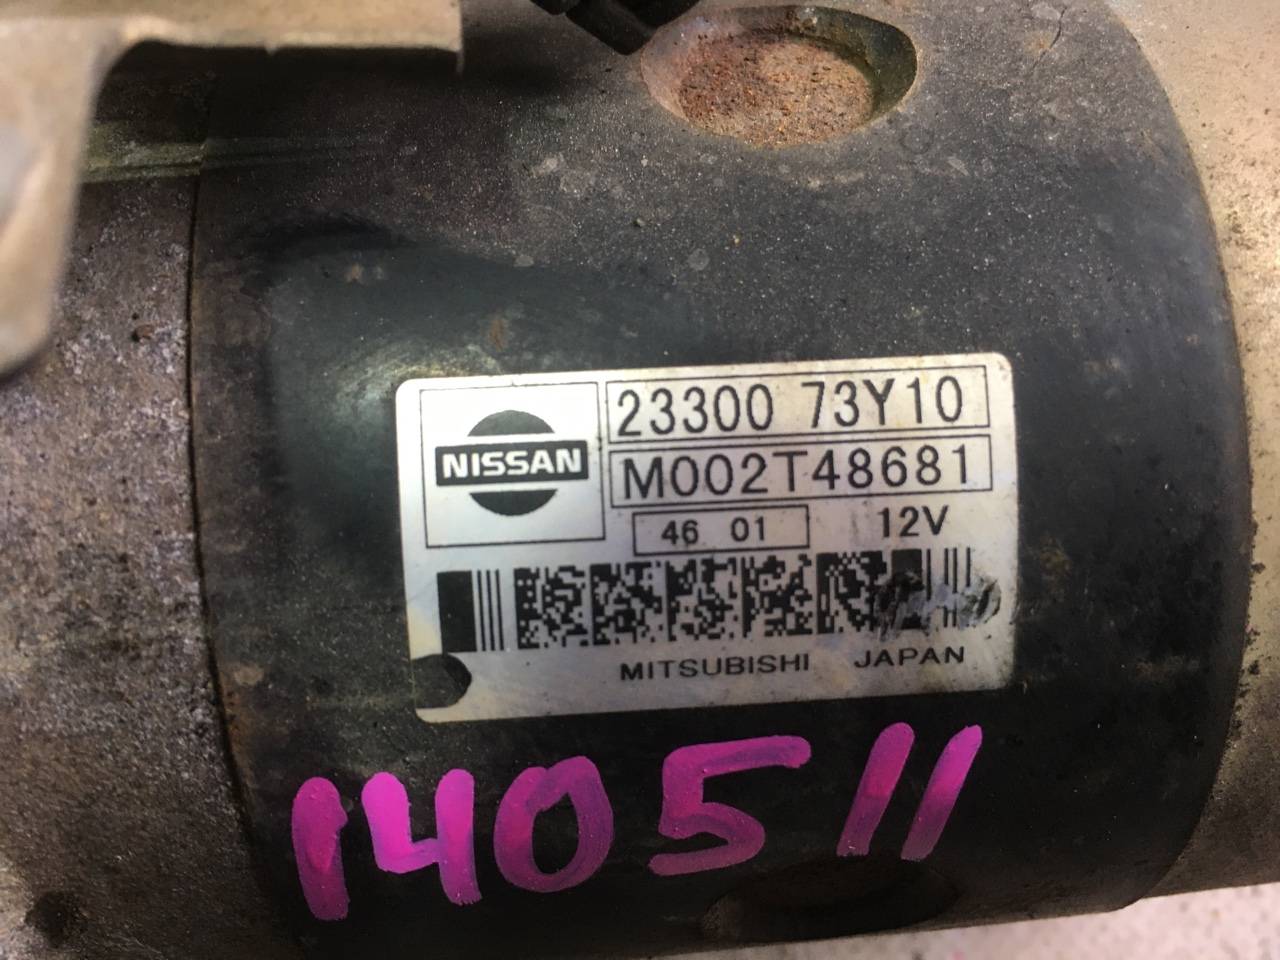 NISSAN
23300 73Y10
M002T48681
46 01
12V
MITSUBISHI JAPAN
140511